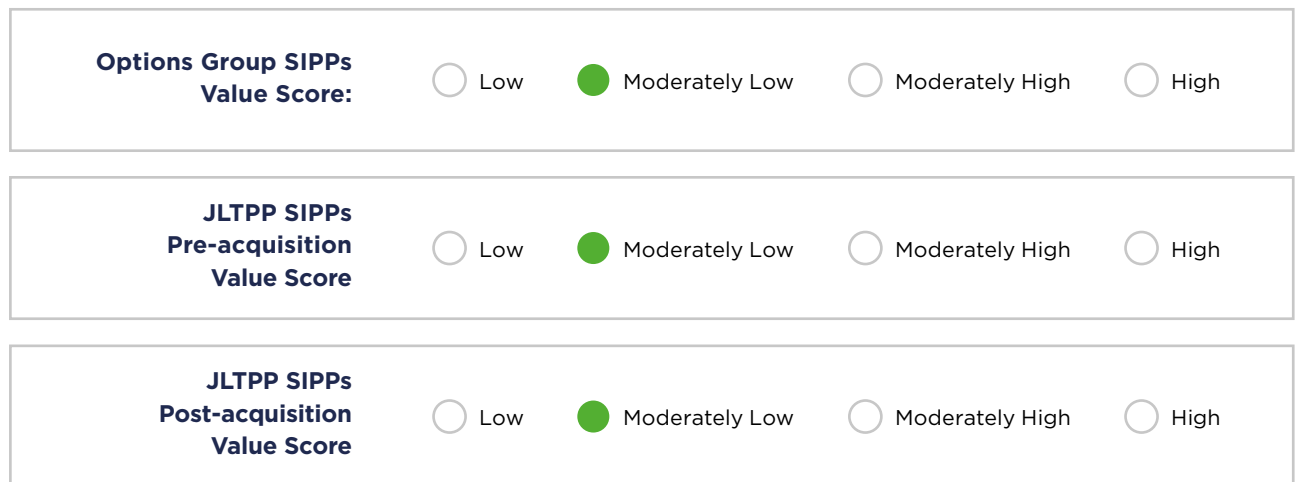 Options Group SIPPs
Value Score:
Low Moderately Low Moderately High High
JLTPP SIPPs
Pre-acquisition
Value Score
Low Moderately Low Moderately High High
JLTPP SIPPs
Post-acquisition
Value Score
Low Moderately Low Moderately High High